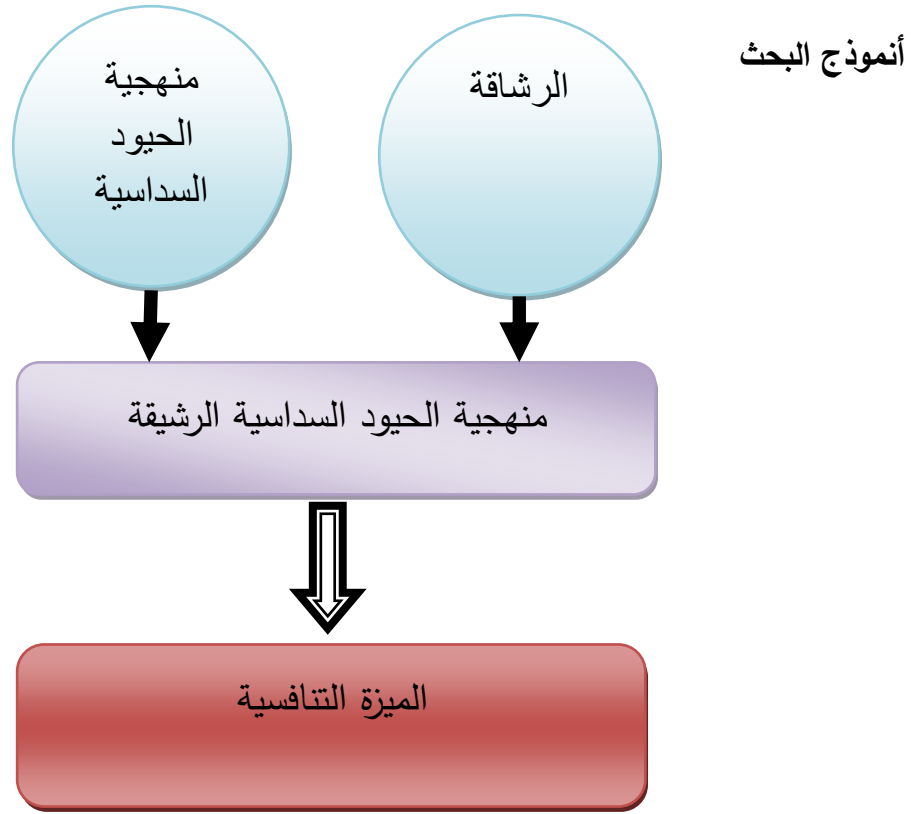 أنموذج البحث
الرشاقة
منهجية
الحيود
السداسية
منهجية الحيود السداسية الرشيقة
الميزة التنافسية